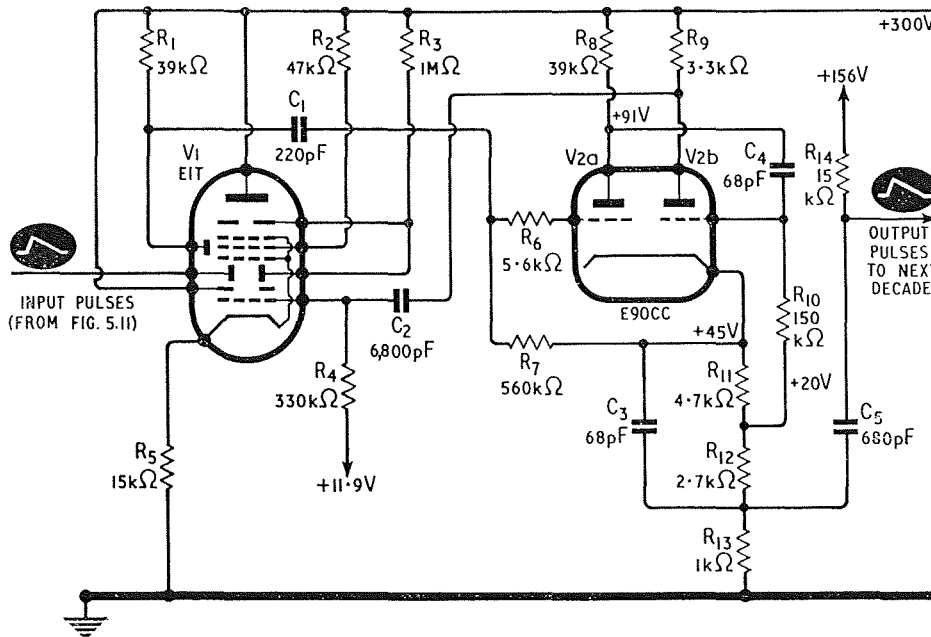 +300V
R1
39kΩ
R2
47kΩ
R3
1MΩ
R8
39kΩ
R9
3·3kΩ
+156V
C1
220pF
+91V
V1
E1T
V2a
V2b
C4
68pF
R14
15
kΩ
INPUT PULSES
(FROM FIG. 5.11)
R6
5·6kΩ
OUTPUT
PULSES
TO NEXT
DECADE
C2
6,800pF
E90CC
R10
150
kΩ
+45V
R7
560kΩ
R4
330kΩ
R11
4·7kΩ
+20V
C3
68pF
C5
680pF
R5
15kΩ
+11·9V
R12
2·7kΩ
R13
1kΩ